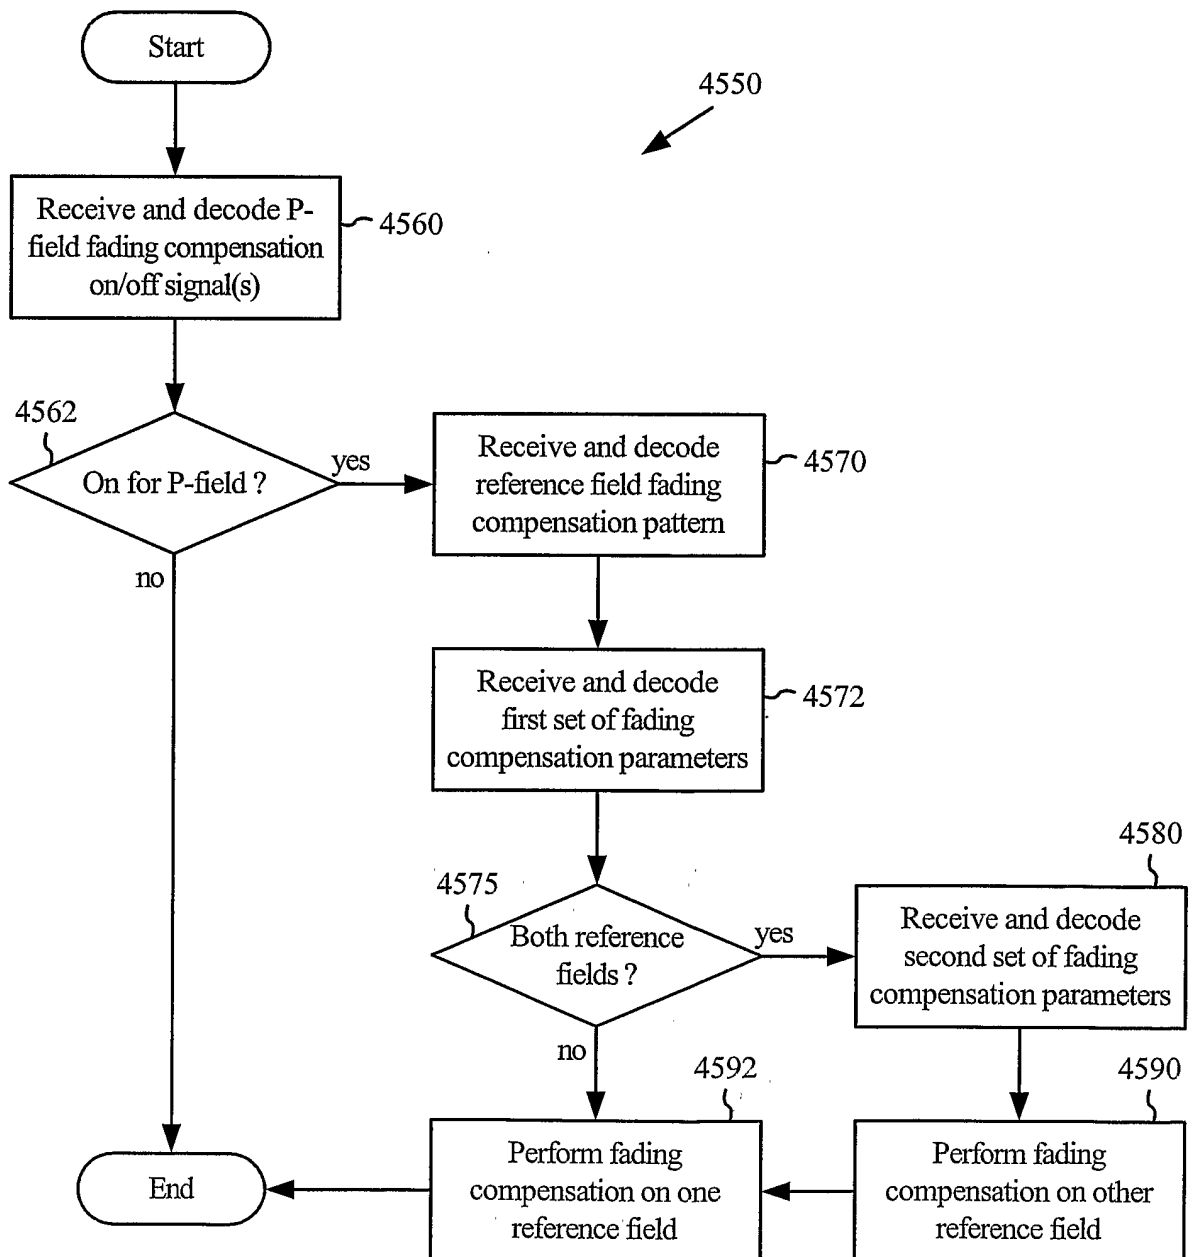 Start
4550
Receive and decode P-
field fading compensation
on/off signal(s)
4560
4562
On for P-field ?
yes
no
Receive and decode
reference field fading
compensation pattern
4570
Receive and decode
first set of fading
compensation parameters
4572
4575
Both reference
fields ?
yes
no
4580
Receive and decode
second set of fading
compensation parameters
4590
Perform fading
compensation on other
reference field
4592
Perform fading
compensation on one
reference field
End